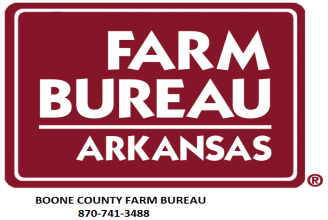 FARM
BUREAU
ARKANSAS
®
BOONE COUNTY FARM BUREAU
870-741-3488